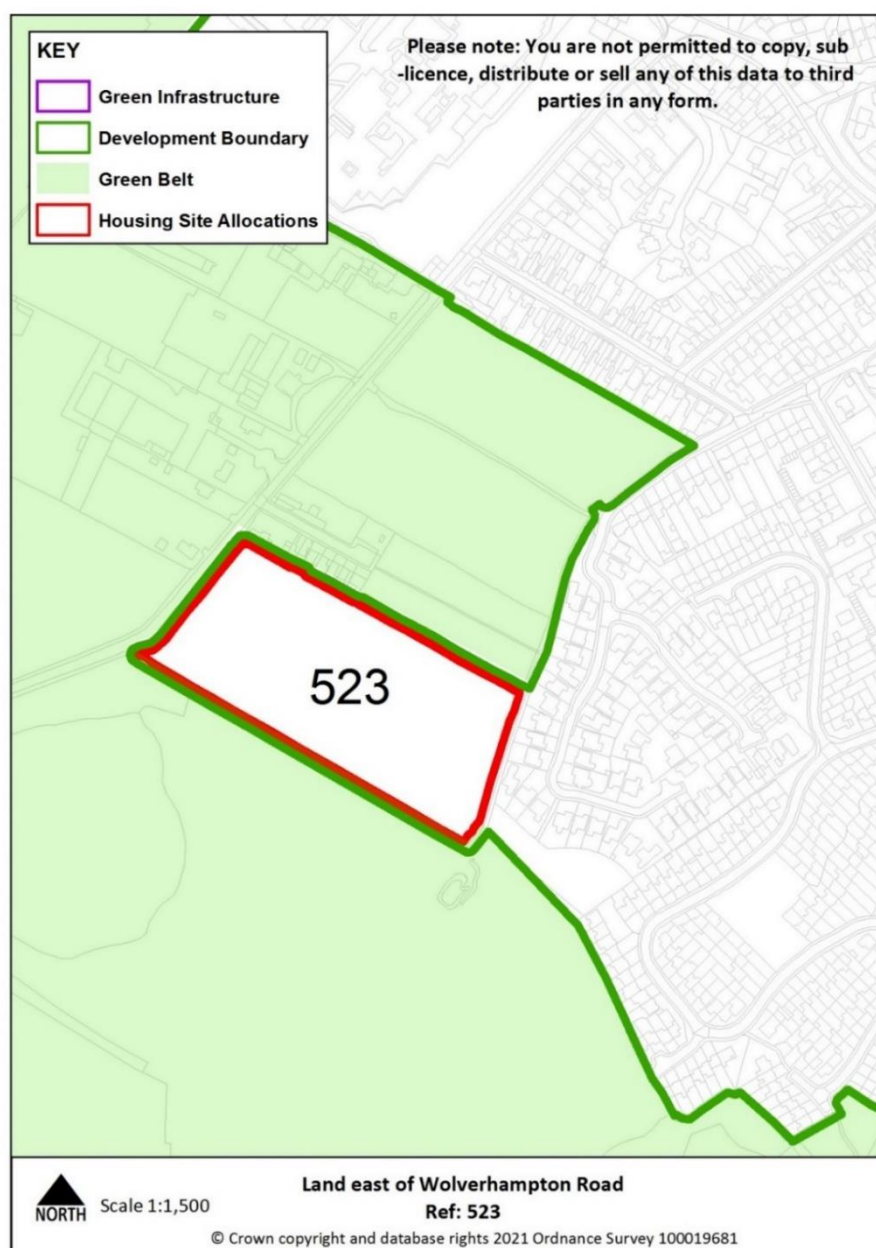 KEY
Green Infrastructure
Development Boundary
Green Belt
Housing Site Allocations
Please note: You are not permitted to copy, sub
-licence, distribute or sell any of this data to third
parties in any form.
523
NORTH
Scale 1:1,500
Land east of Wolverhampton Road
Ref: 523
© Crown copyright and database rights 2021 Ordnance Survey 100019681